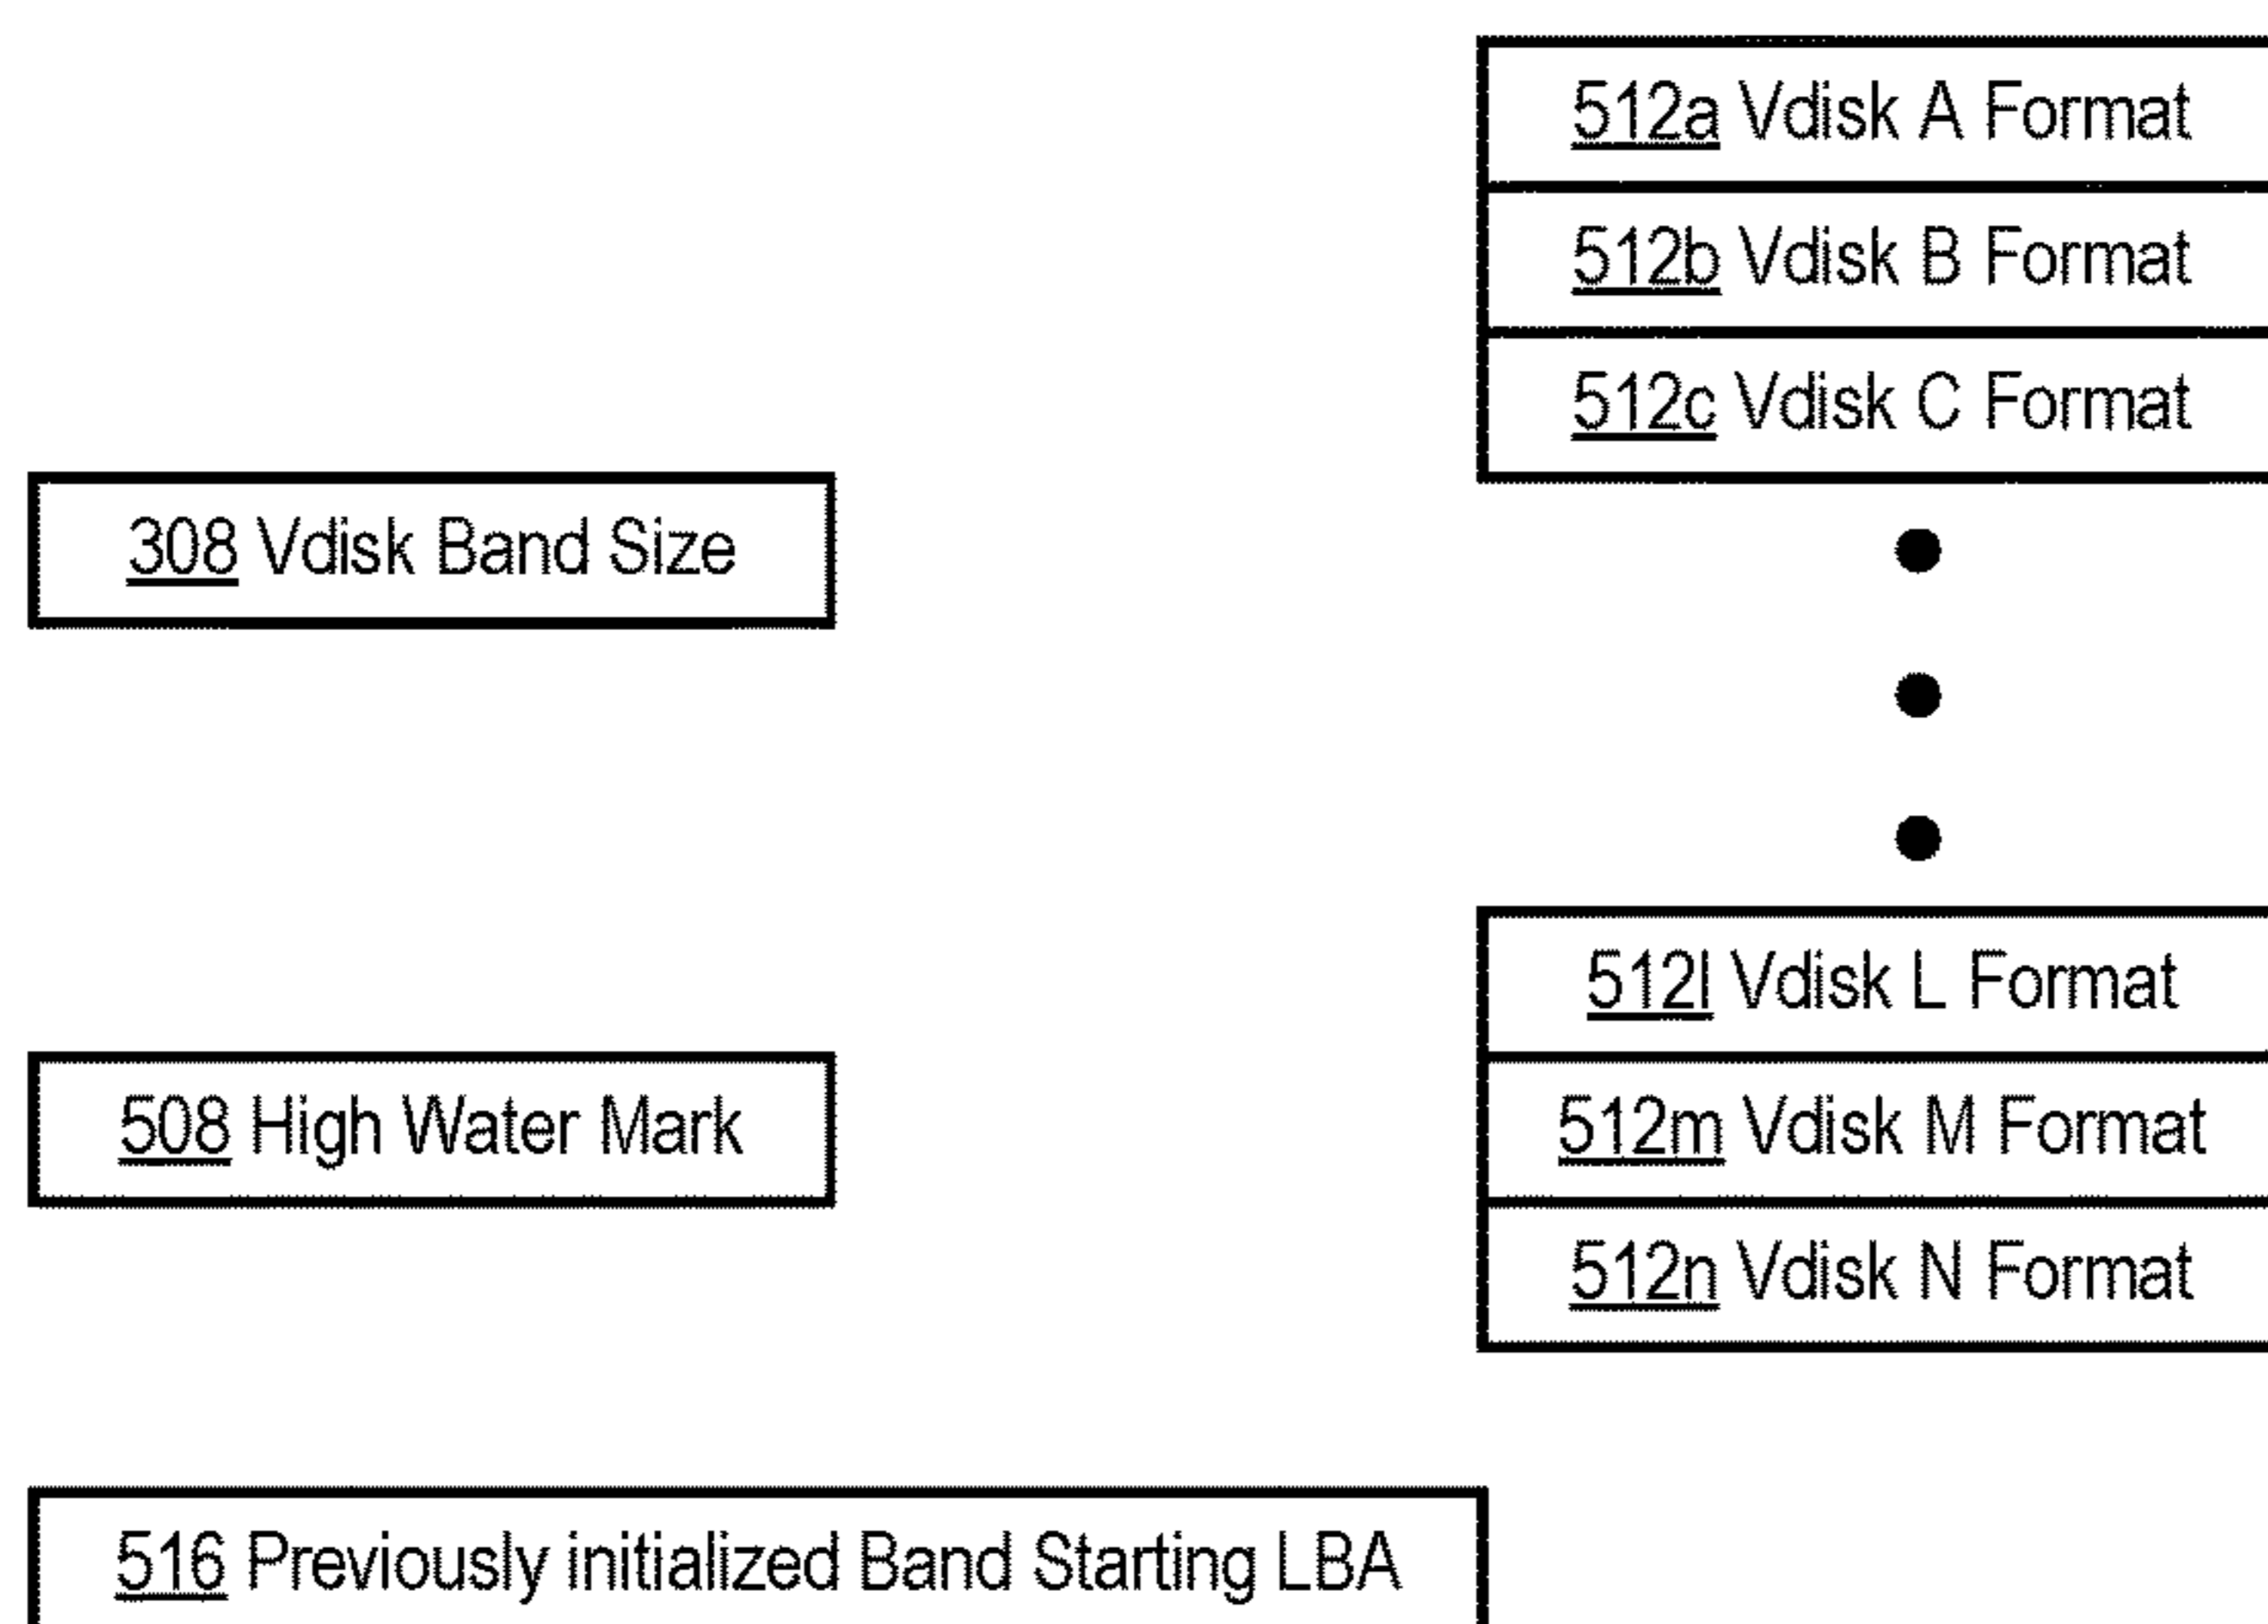 512a Vdisk A Format
512b Vdisk B Format
512c Vdisk C Format
308 Vdisk Band Size
512l Vdisk L Format
508 High Water Mark
512m Vdisk M Format
512n Vdisk N Format
516 Previously initialized Band Starting LBA